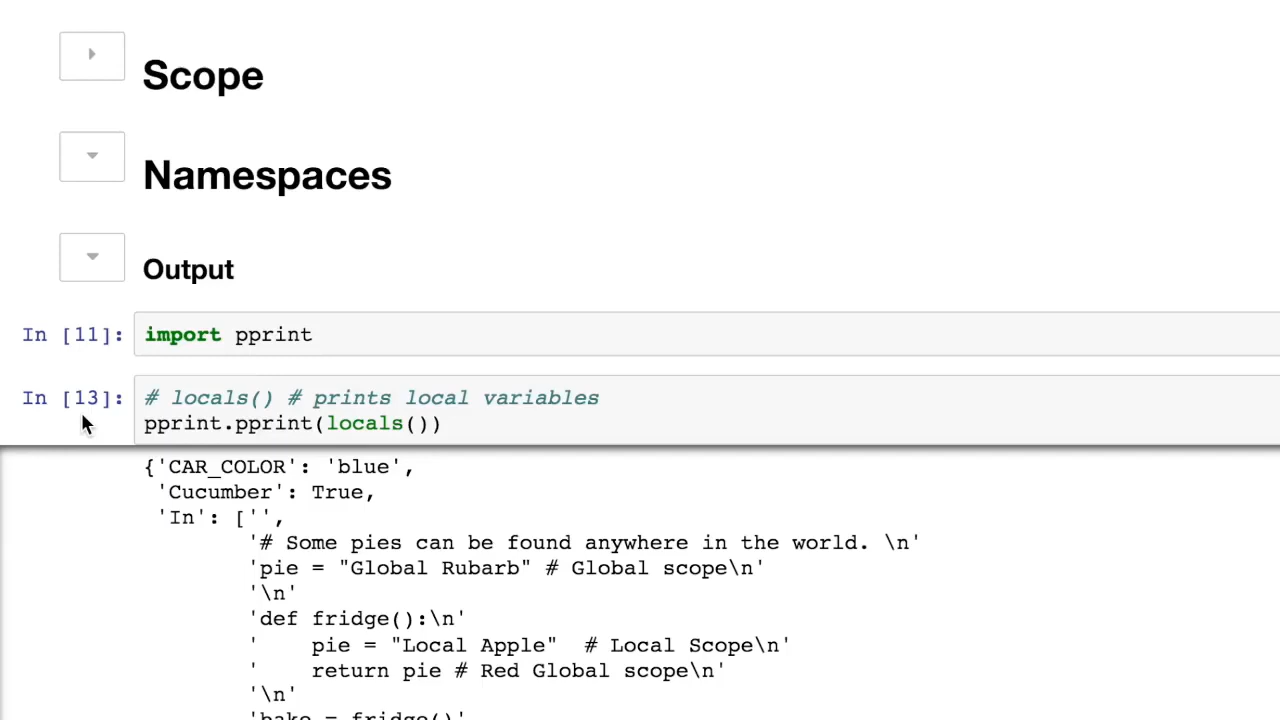 Scope
Namespaces
Output
In [11]: import pprint
In [13]: # locals() # prints local variables
pprint.pprint(locals())
{'CAR_COLOR': 'blue',
 'Cucumber': True,
 'In': ['',
        '# Some pies can be found anywhere in the world. \n'
        'pie = "Global Rubarb" # Global scope\n'
        '\n'
        'def fridge():\n'
        '    pie = "Local Apple"  # Local Scope\n'
        '    return pie # Red Global scope\n'
        '\n'
        'bake = fridge()'